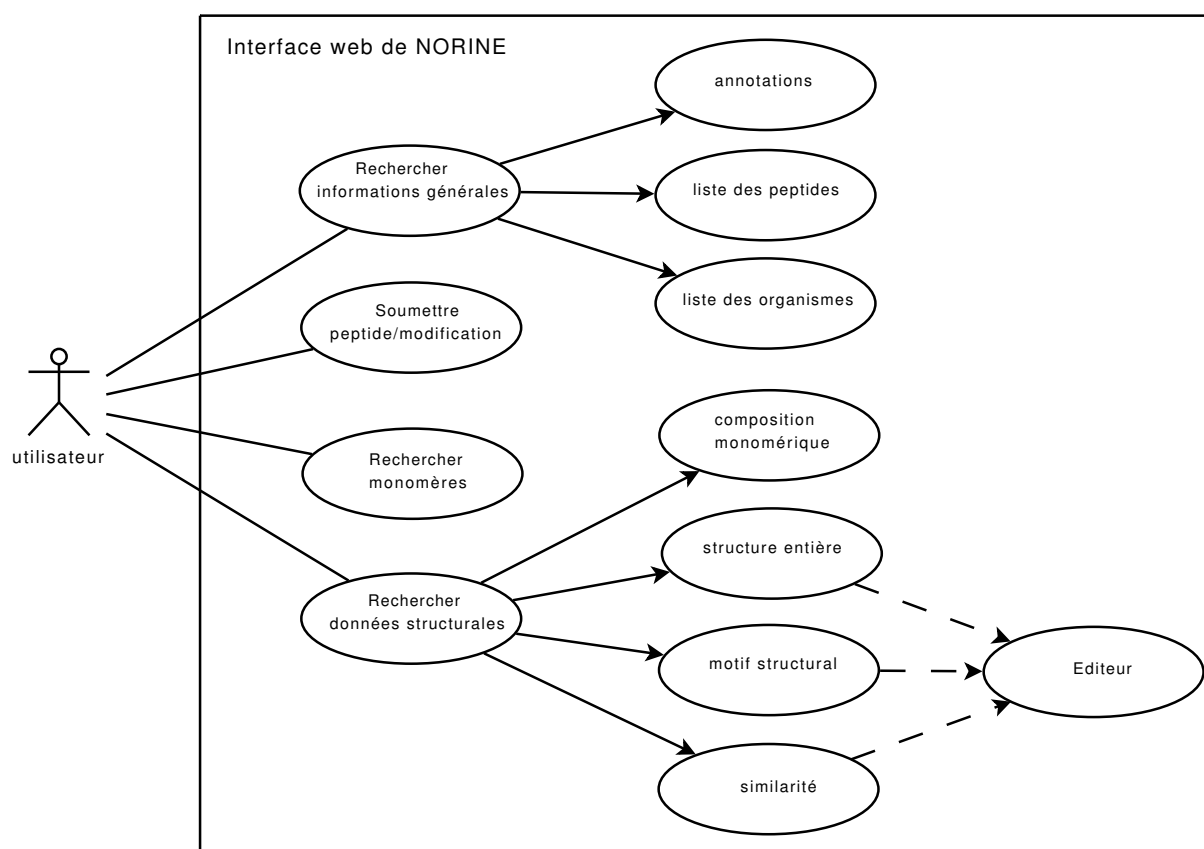 Interface web de NORINE
annotations
Rechercher
informations générales
liste des peptides
liste des organismes
Soumettre
peptide/modification
utilisateur
Rechercher
monomères
composition
monomérique
structure entière
Rechercher
données structurales
motif structural
Editeur
similarité